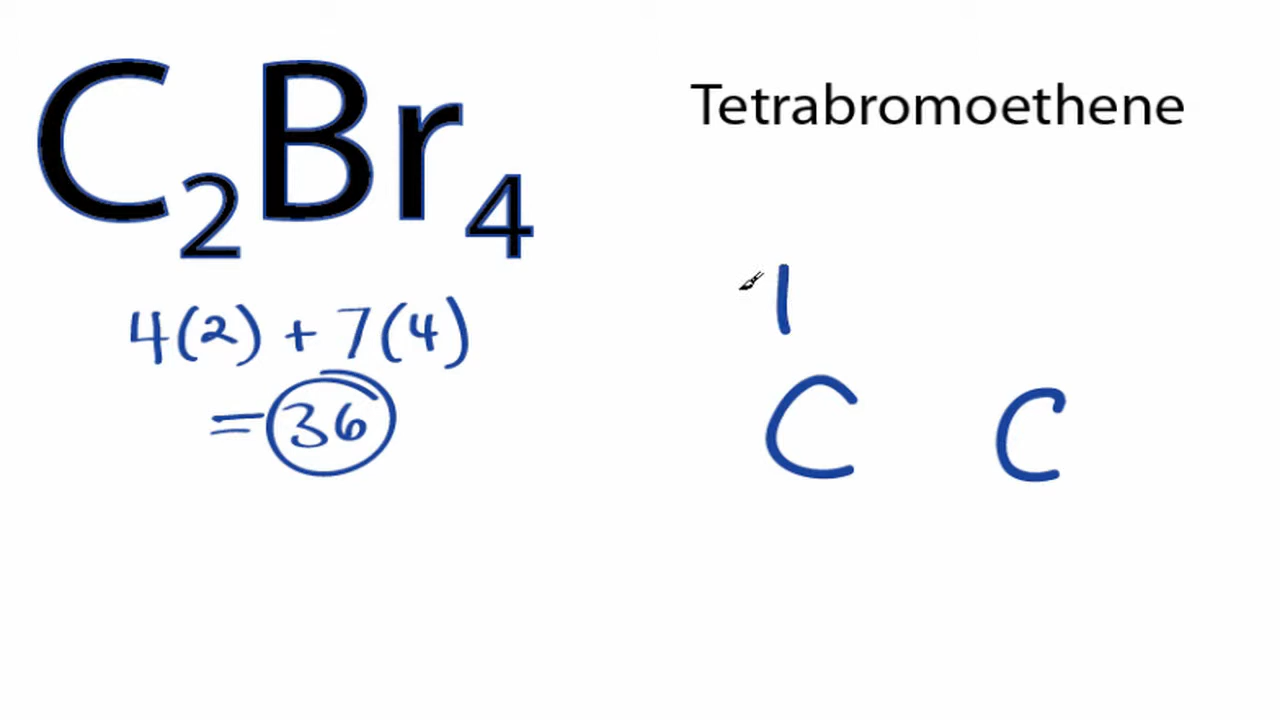 C2Br4
Tetrabromoethene
4(2) + 7(4)
= 36
C C